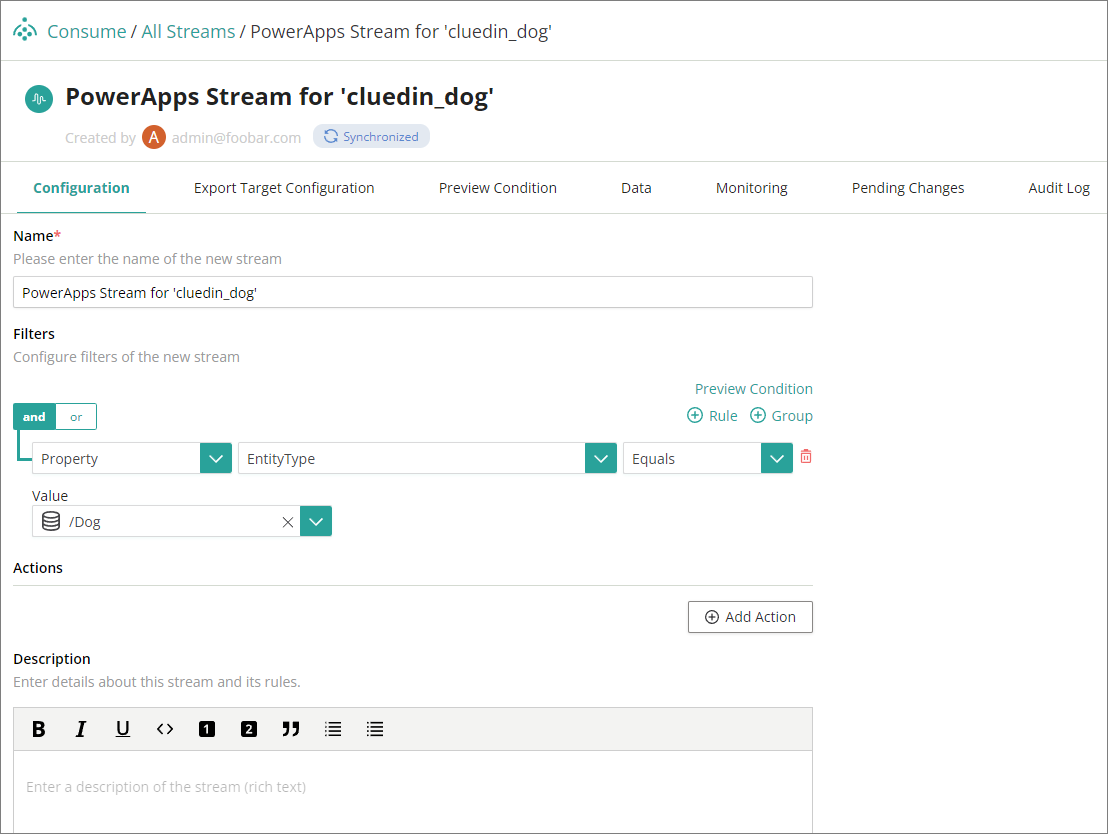 Consume / All Streams / PowerApps Stream for 'cluedin_dog'
PowerApps Stream for 'cluedin_dog'
Created by A admin@foobar.com Synchronized
Configuration Export Target Configuration Preview Condition Data Monitoring Pending Changes Audit Log
Name*
Please enter the name of the new stream
PowerApps Stream for 'cluedin_dog'
Filters
Configure filters of the new stream
Preview Condition
and or Rule Group
Property EntityType Equals
Value
/Dog
Actions
Add Action
Description
Enter details about this stream and its rules.
B I U <> 1 2
Enter a description of the stream (rich text)